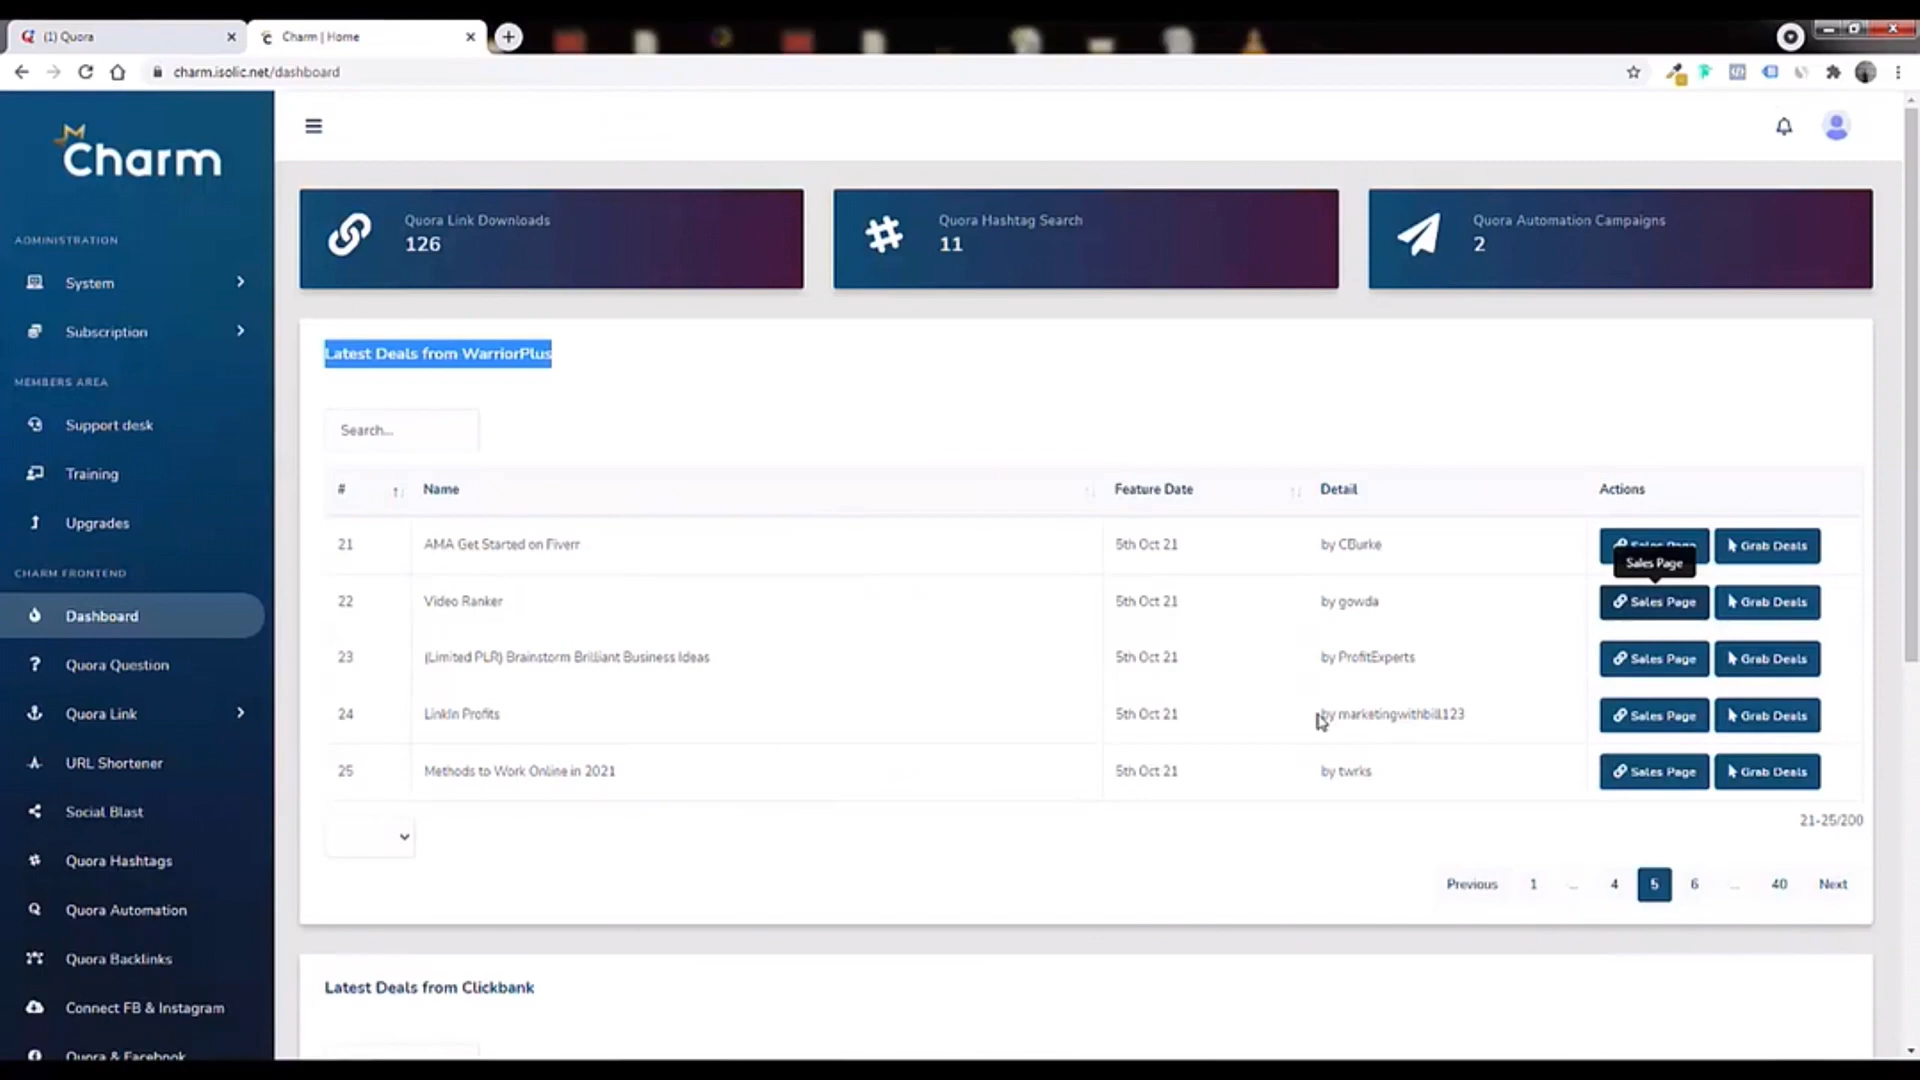 (1) Quora
Charm | Home
charm.isolic.net/dashboard
Charm
ADMINISTRATION
System
Subscription
MEMBERS AREA
Support desk
Training
Upgrades
CHARM FRONTEND
Dashboard
Quora Question
Quora Link
URL Shortener
Social Blast
Quora Hashtags
Quora Automation
Quora Backlinks
Connect FB & Instagram
Quora & Facebook
Quora Link Downloads
126
Quora Hashtag Search
11
Quora Automation Campaigns
2
Latest Deals from WarriorPlus
Search...
# Name Feature Date Detail Actions
21 AMA Get Started on Fiverr 5th Oct 21 by CBurke Sales Page Grab Deals
Sales Page
22 Video Ranker 5th Oct 21 by gowda Sales Page Grab Deals
23 (Limited PLR) Brainstorm Brilliant Business Ideas 5th Oct 21 by ProfitExperts Sales Page Grab Deals
24 LinkIn Profits 5th Oct 21 by marketingwithbill123 Sales Page Grab Deals
25 Methods to Work Online in 2021 5th Oct 21 by twrks Sales Page Grab Deals
21-25/200
Previous 1 ... 4 5 6 ... 40 Next
Latest Deals from Clickbank